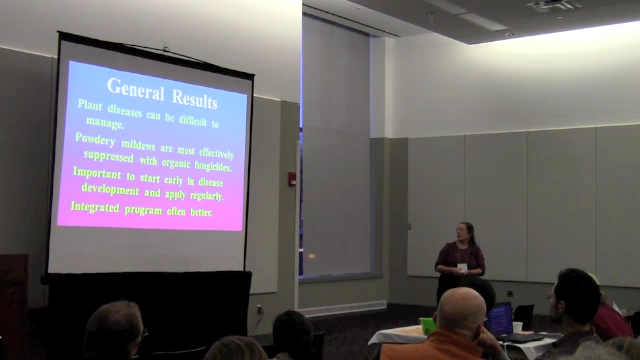 General Results
Plant diseases can be difficult to
manage.
Powdery mildews are most effectively
suppressed with organic fungicides.
Important to start early in disease
development and apply regularly.
Integrated program often better.